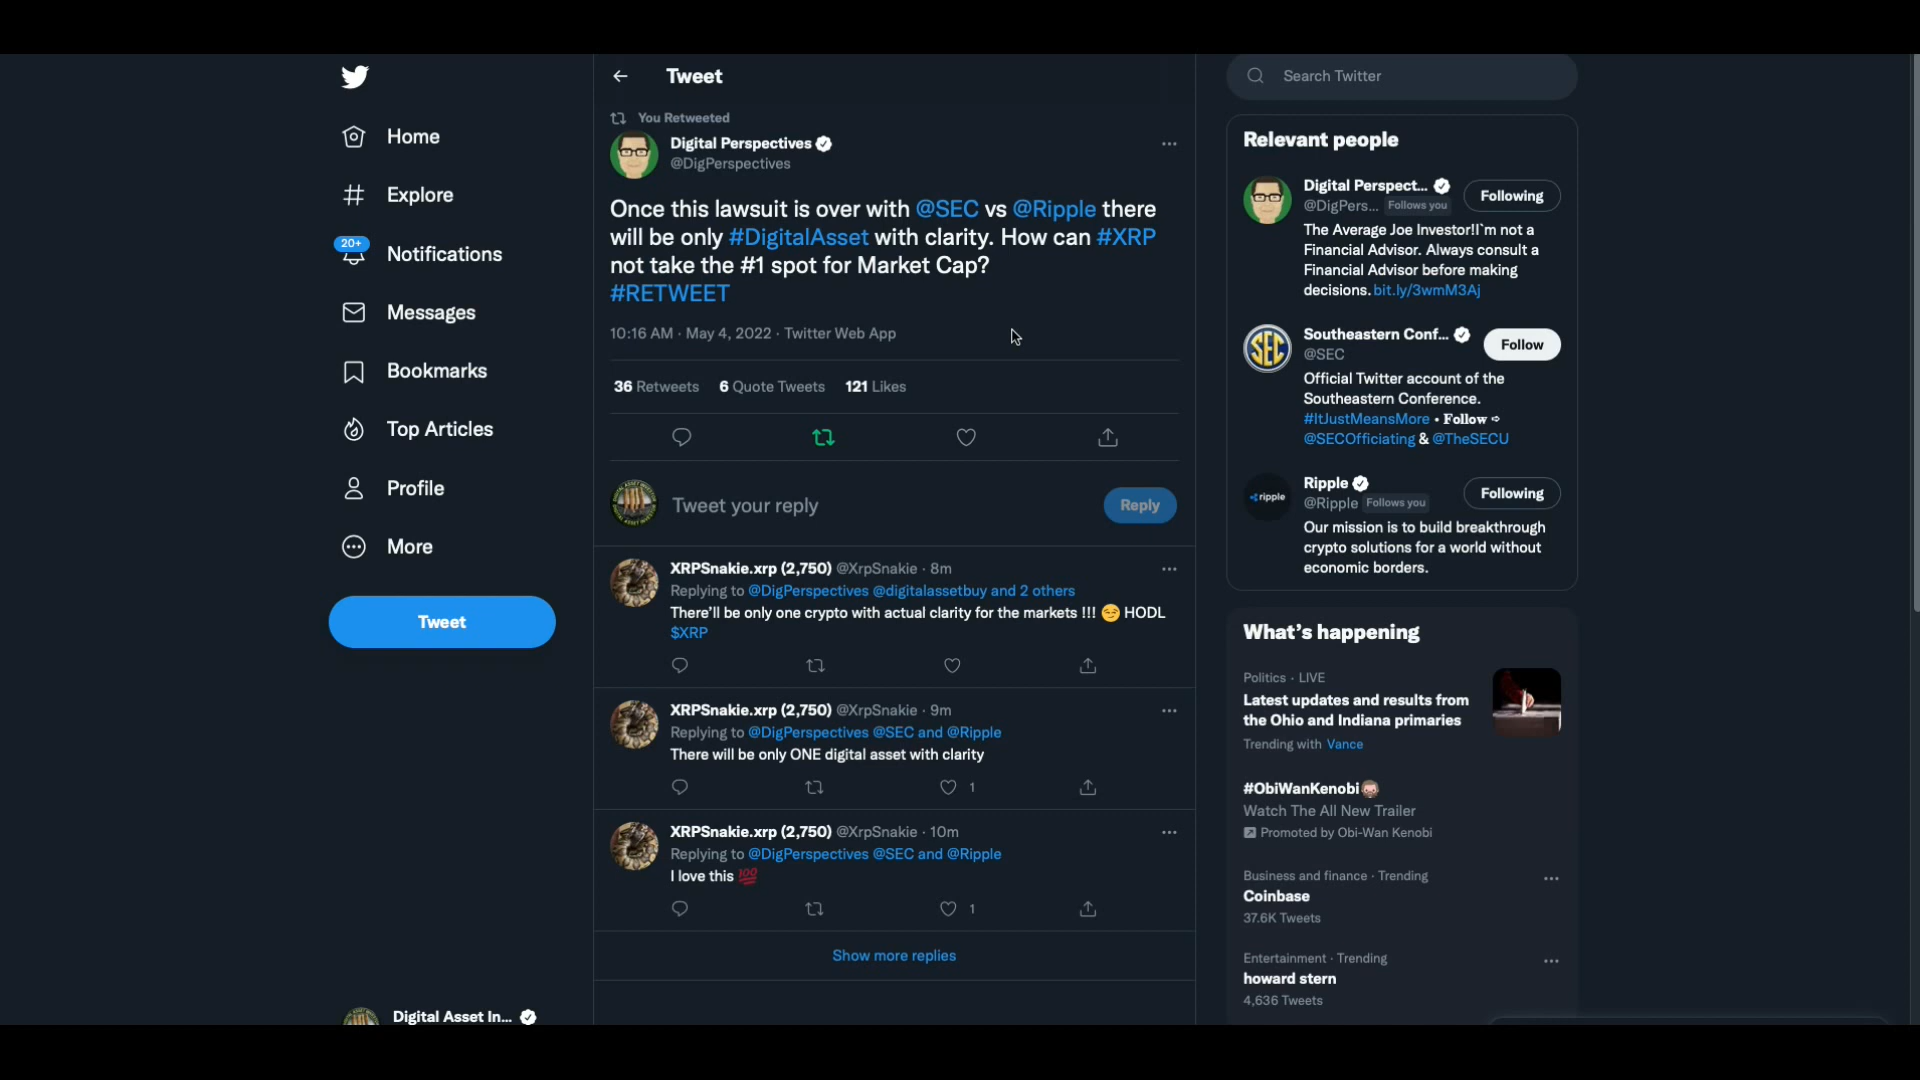 Home
Explore
20+
Notifications
Messages
Bookmarks
Top Articles
Profile
More
Tweet
Digital Asset In...
Tweet
You Retweeted
Digital Perspectives
@DigPerspectives
Once this lawsuit is over with @SEC vs @Ripple there
will be only #DigitalAsset with clarity. How can #XRP
not take the #1 spot for Market Cap?
#RETWEET
10:16 AM · May 4, 2022 · Twitter Web App
36 Retweets 6 Quote Tweets 121 Likes
Tweet your reply
Reply
XRPSnakie.xrp (2,750) @XrpSnakie · 8m
Replying to @DigPerspectives @digitalassetbuy and 2 others
There'll be only one crypto with actual clarity for the markets !!! 😏 HODL
$XRP
XRPSnakie.xrp (2,750) @XrpSnakie · 9m
Replying to @DigPerspectives @SEC and @Ripple
There will be only ONE digital asset with clarity
1
XRPSnakie.xrp (2,750) @XrpSnakie · 10m
Replying to @DigPerspectives @SEC and @Ripple
I love this 💯
1
Show more replies
Search Twitter
Relevant people
Digital Perspect...
@DigPers... Follows you
Following
The Average Joe Investor!I`m not a
Financial Advisor. Always consult a
Financial Advisor before making
decisions. bit.ly/3wmM3Aj
SEC
Southeastern Conf...
@SEC
Follow
Official Twitter account of the
Southeastern Conference.
#ItJustMeansMore • Follow ➪
@SECOfficiating & @TheSECU
ripple
Ripple
@Ripple Follows you
Following
Our mission is to build breakthrough
crypto solutions for a world without
economic borders.
What's happening
Politics · LIVE
Latest updates and results from
the Ohio and Indiana primaries
Trending with Vance
#ObiWanKenobi
Watch The All New Trailer
Promoted by Obi-Wan Kenobi
Business and finance · Trending
Coinbase
37.6K Tweets
Entertainment · Trending
howard stern
4,636 Tweets